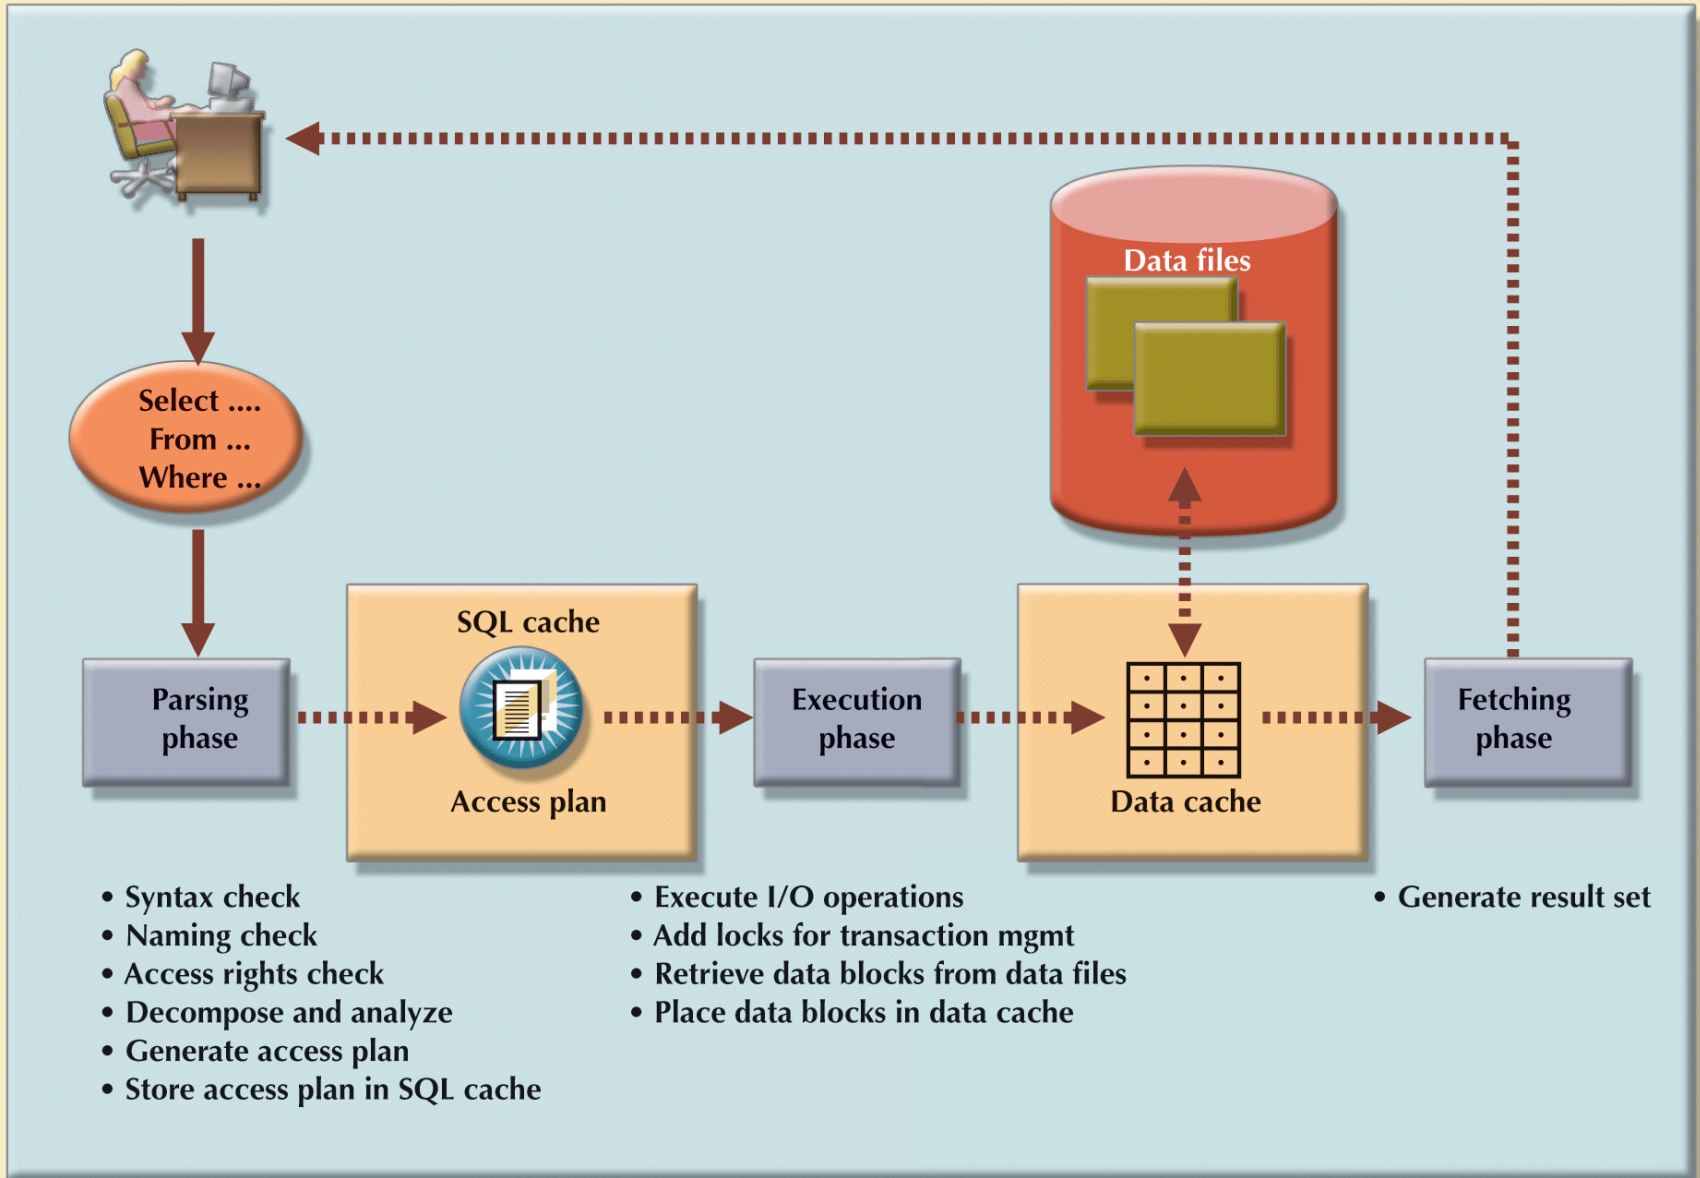 Data files
Select ....
From ...
Where ...
SQL cache
Access plan
Parsing
phase
Execution
phase
Data cache
Fetching
phase
• Syntax check
• Naming check
• Access rights check
• Decompose and analyze
• Generate access plan
• Store access plan in SQL cache
• Execute I/O operations
• Add locks for transaction mgmt
• Retrieve data blocks from data files
• Place data blocks in data cache
• Generate result set